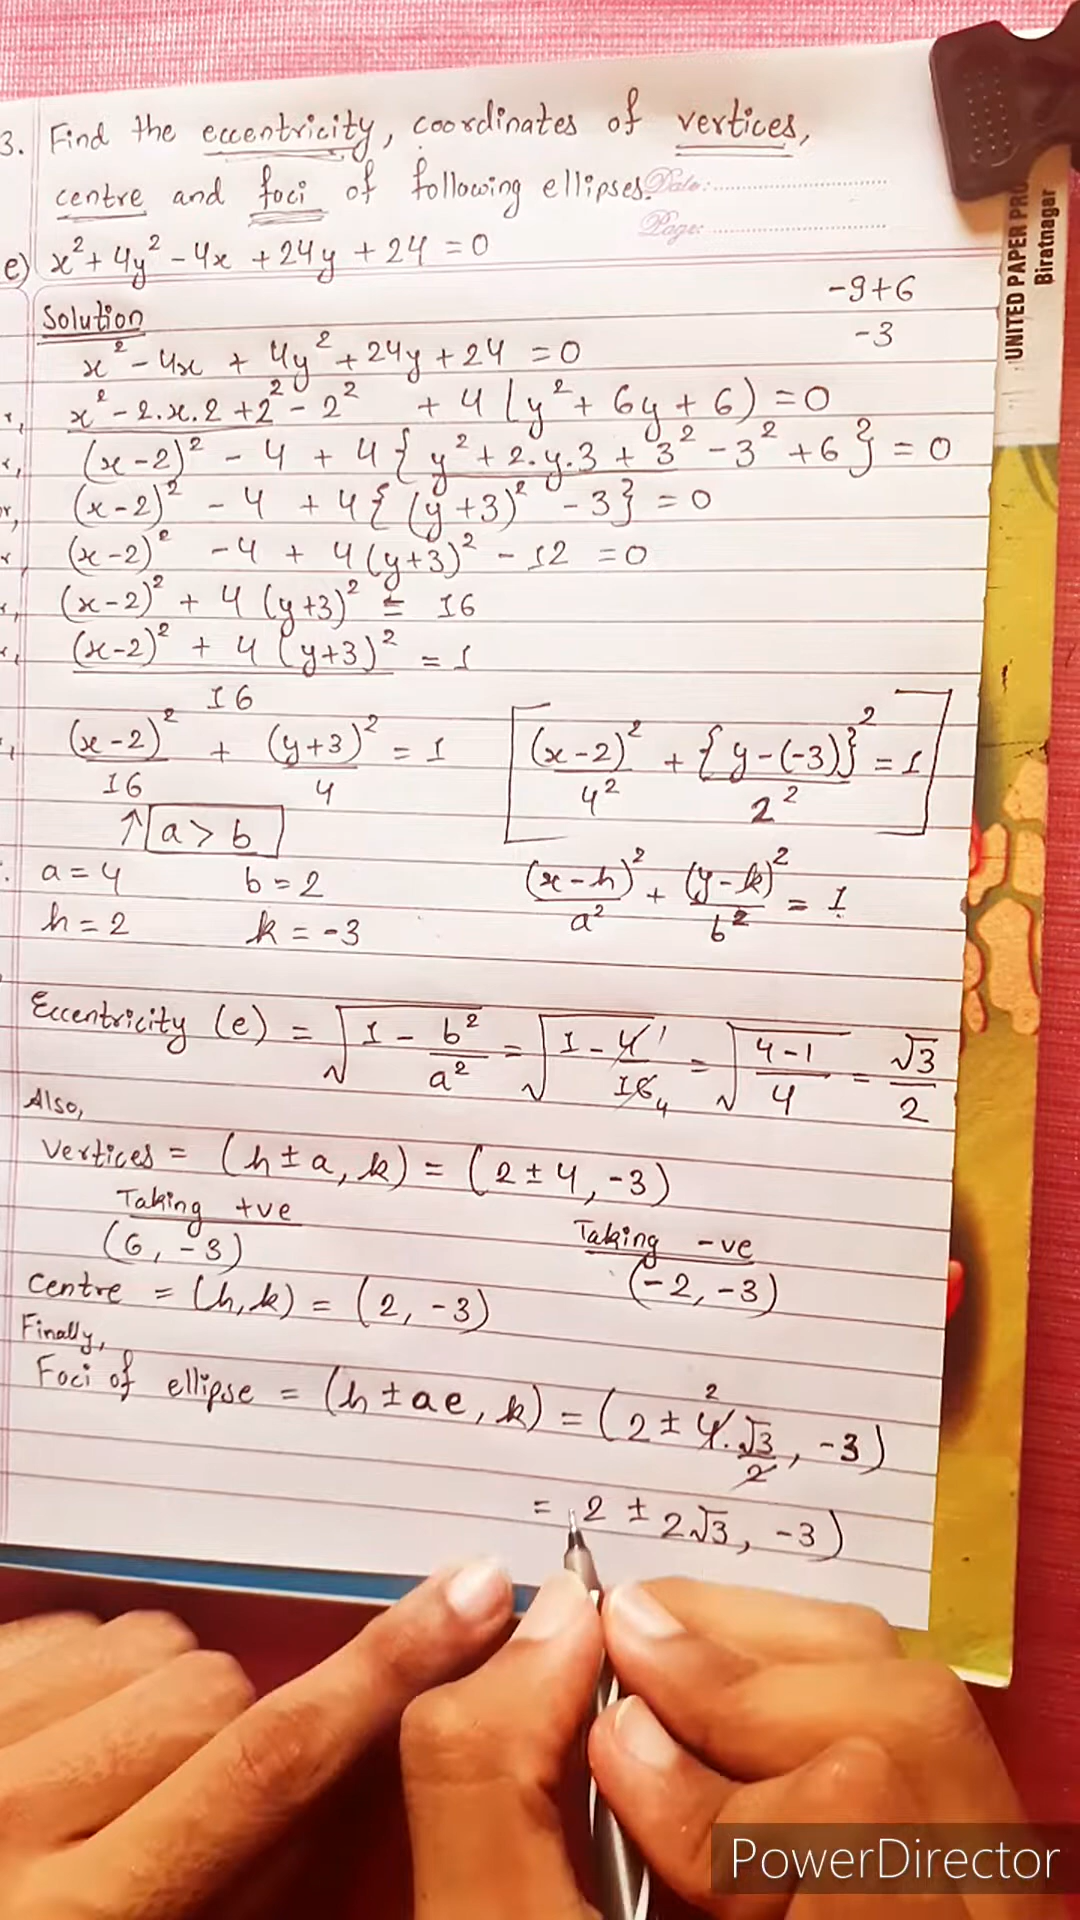 3. Find the eccentricity, coordinates of vertices,
centre and foci of following ellipses.
Date:
Page:
e) x² + 4y² - 4x + 24y + 24 = 0
Solution
-9+6
-3
x² - 4x + 4y² + 24y + 24 = 0
x² - 2.x.2 + 2² - 2² + 4(y² + 6y + 6) = 0
(x-2)² - 4 + 4{y² + 2.y.3 + 3² - 3² + 6} = 0
(x-2)² - 4 + 4{(y+3)² - 3} = 0
(x-2)² - 4 + 4(y+3)² - 12 = 0
(x-2)² + 4(y+3)² = 16
(x-2)² + 4(y+3)² / 16 = 1
(x-2)²/16 + (y+3)²/4 = 1
[(x-2)²/4² + {y-(-3)}²/2² = 1]
↑ a > b
a = 4 b = 2
(x-h)²/a² + (y-k)²/b² = 1
h = 2 k = -3
Eccentricity (e) = √(1 - b²/a²) = √(1 - 4 1/16 4) = √((4-1)/4) = √3/2
Also,
Vertices = (h ± a, k) = (2 ± 4, -3)
Taking +ve
(6, -3)
Taking -ve
(-2, -3)
Centre = (h, k) = (2, -3)
Finally,
Foci of ellipse = (h ± ae, k) = (2 ± 4 2 . √3/2, -3)
= 2 ± 2√3, -3)
UNITED PAPER PRO
Biratnagar
PowerDirector